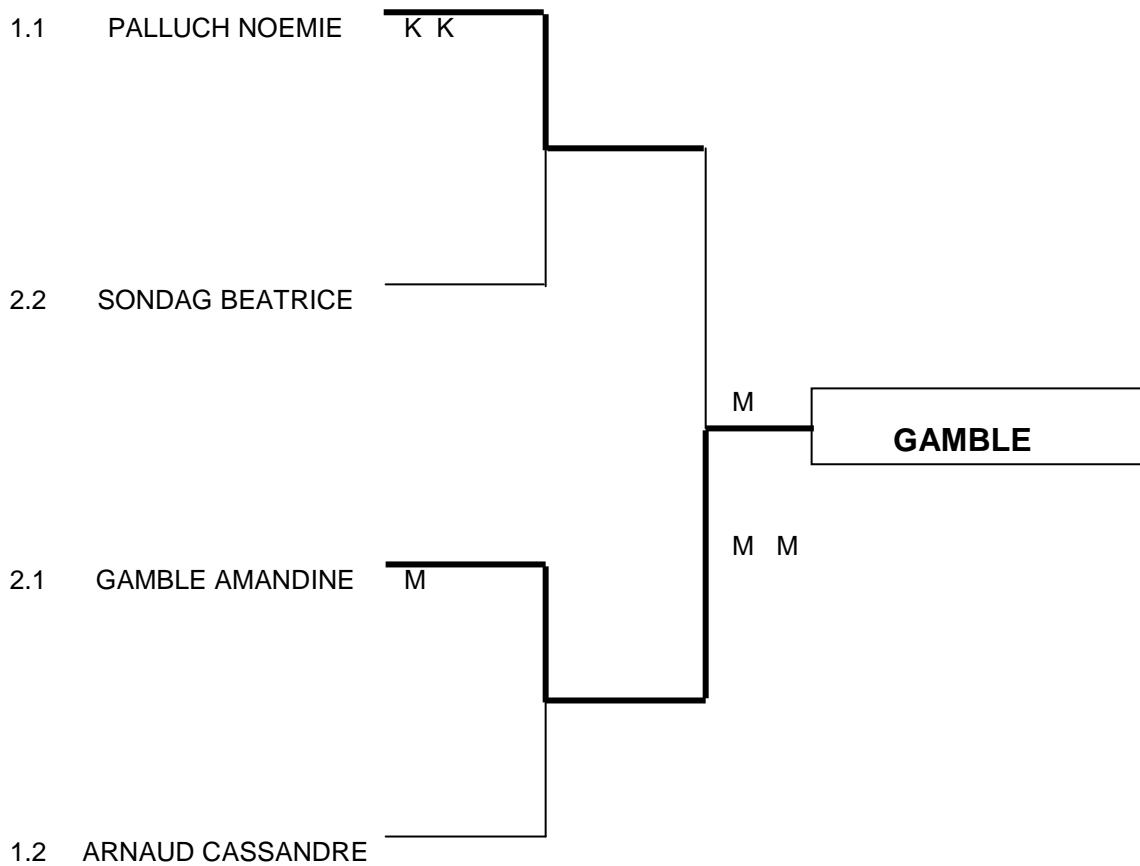 1.1 PALLUCH NOEMIE K K
2.2 SONDAG BEATRICE
M
GAMBLE
M M
2.1 GAMBLE AMANDINE M
1.2 ARNAUD CASSANDRE